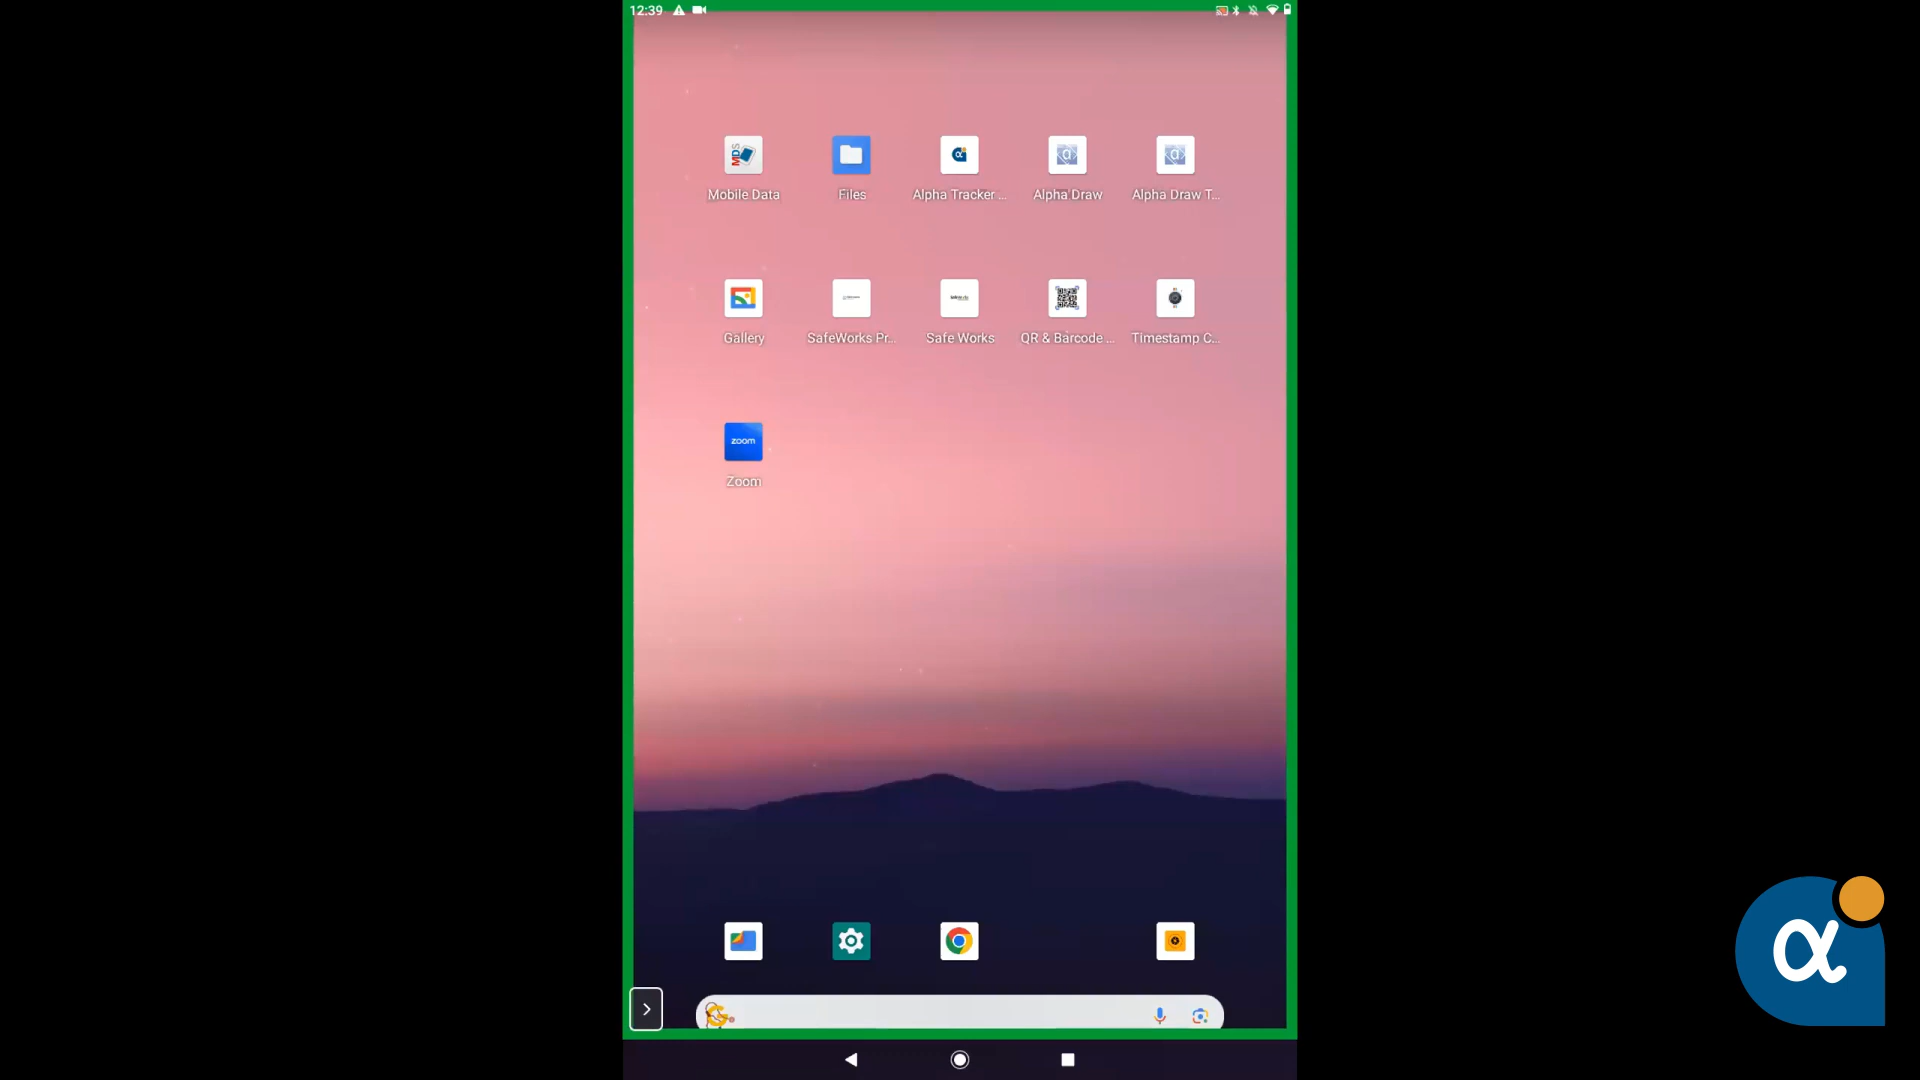 12:39
Mobile Data
Files
Alpha Tracker ...
Alpha Draw
Alpha Draw T...
MDS
α
α
α
Gallery
SafeWorks Pr...
Safe Works
QR & Barcode ...
Timestamp C...
zoom
Zoom
α